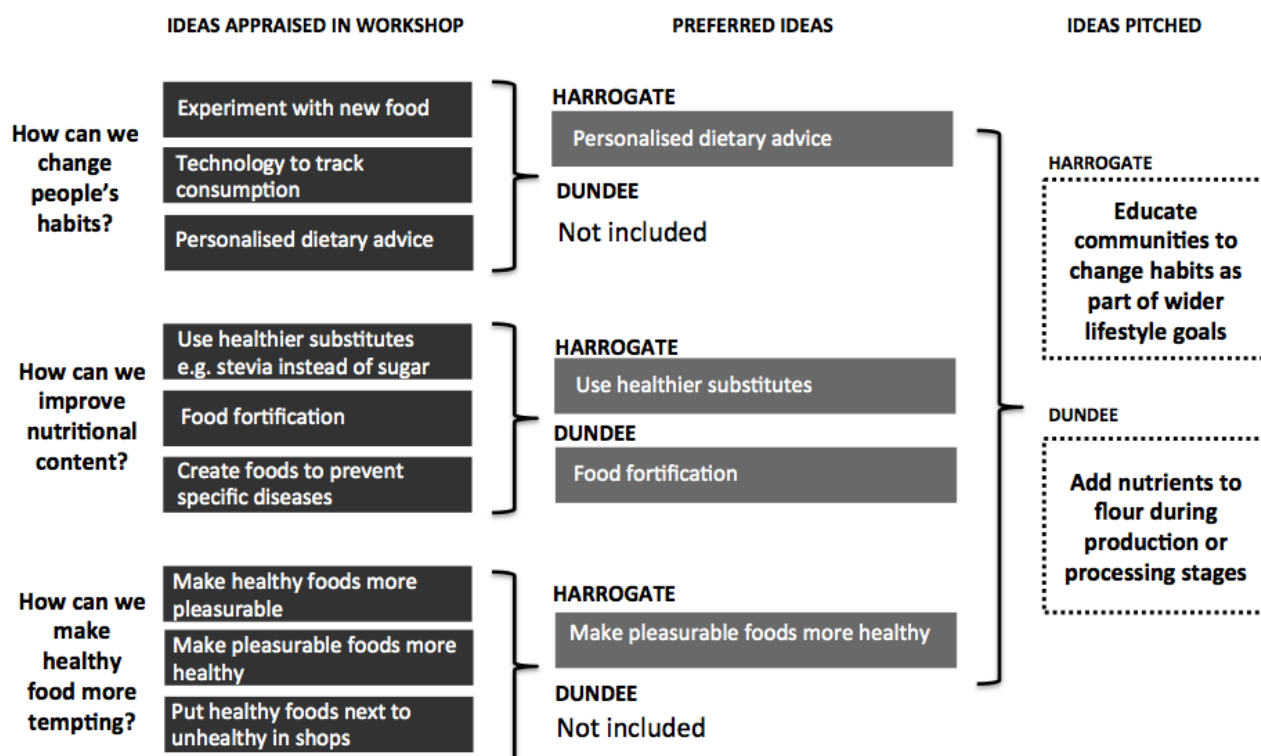 IDEAS APPRAISED IN WORKSHOP
PREFERRED IDEAS
IDEAS PITCHED
How can we
change
people’s
habits?
Experiment with new food
Technology to track
consumption
Personalised dietary advice
HARROGATE
Personalised dietary advice
DUNDEE
Not included
How can we
improve
nutritional
content?
Use healthier substitutes
e.g. stevia instead of sugar
Food fortification
Create foods to prevent
specific diseases
HARROGATE
Use healthier substitutes
DUNDEE
Food fortification
How can we
make
healthy
food more
tempting?
Make healthy foods more
pleasurable
Make pleasurable foods more
healthy
Put healthy foods next to
unhealthy in shops
HARROGATE
Make pleasurable foods more healthy
DUNDEE
Not included
HARROGATE
Educate
communities to
change habits as
part of wider
lifestyle goals
DUNDEE
Add nutrients to
flour during
production or
processing stages